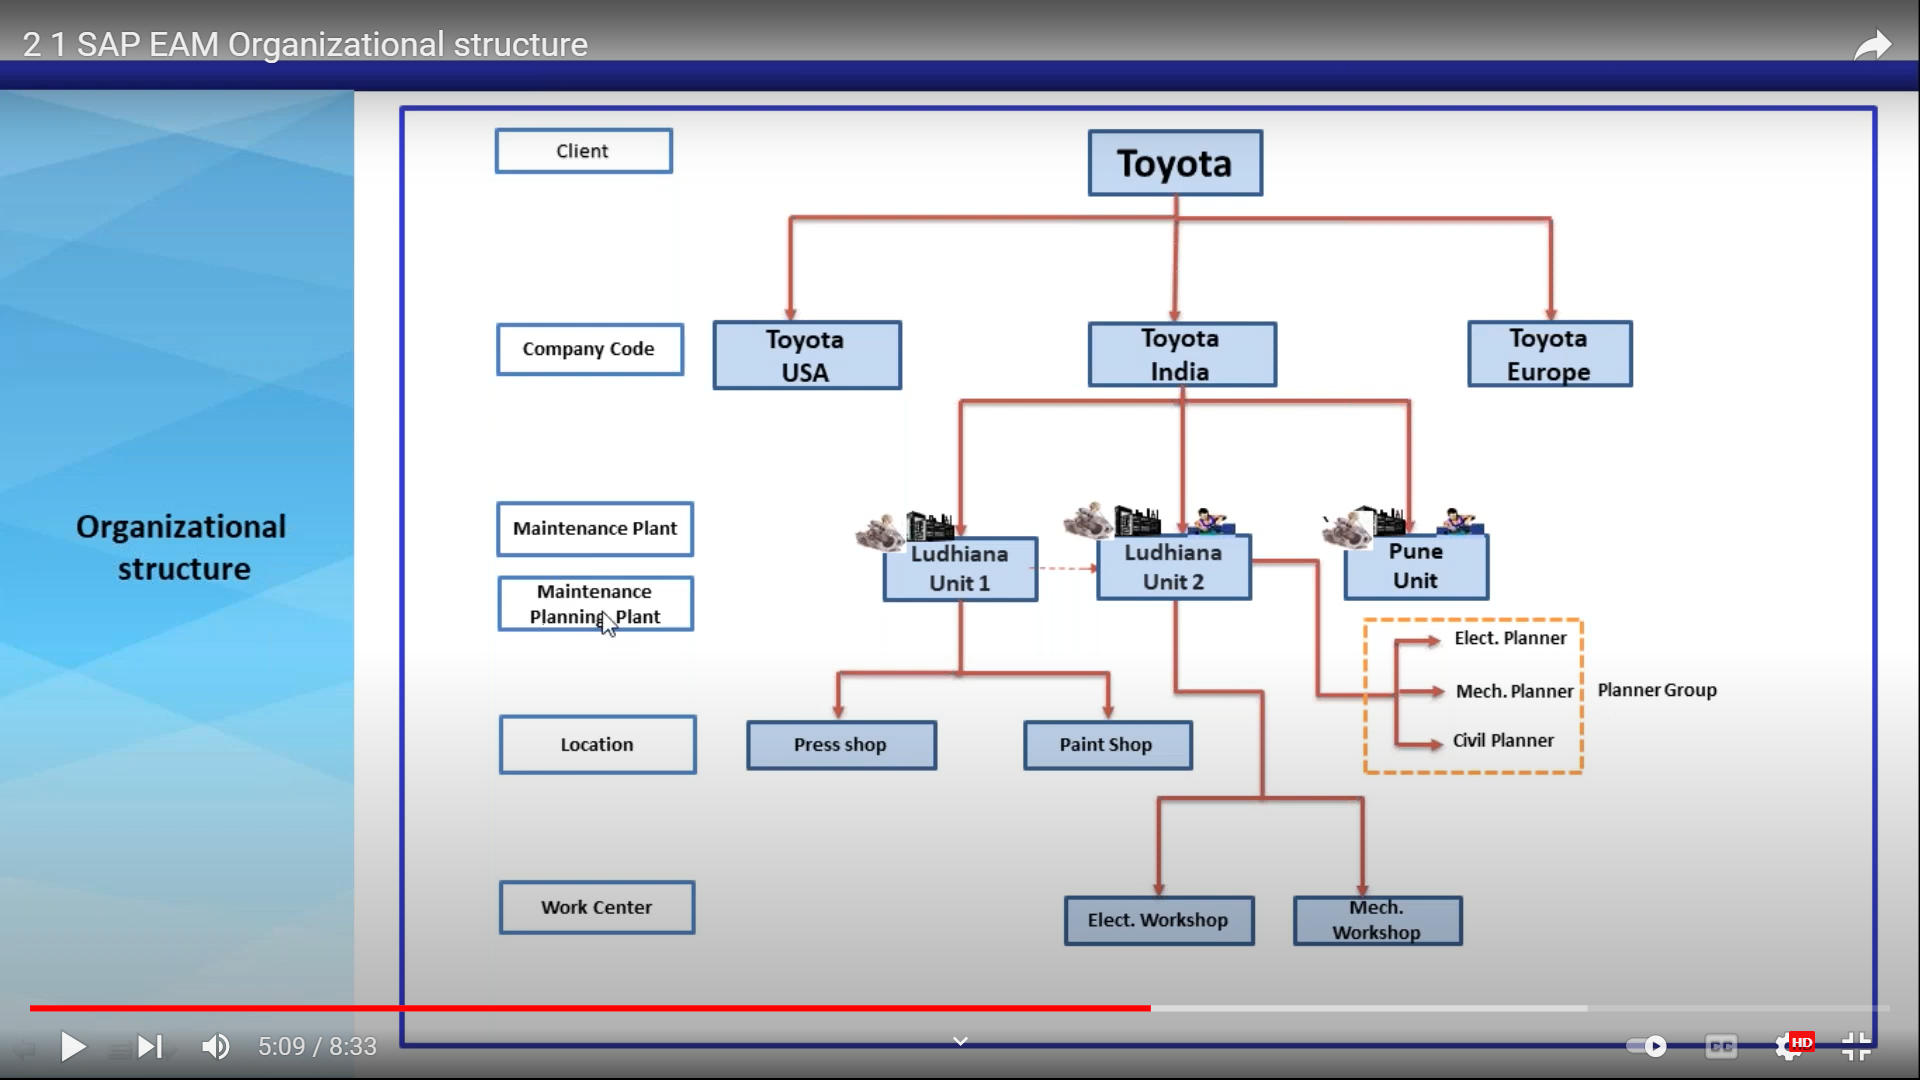 2 1 SAP EAM Organizational structure
Organizational
structure
Client
Toyota
Company Code
Toyota
USA
Toyota
India
Toyota
Europe
Maintenance Plant
Maintenance
Planning Plant
Ludhiana
Unit 1
Ludhiana
Unit 2
Pune
Unit
Elect. Planner
Mech. Planner
Civil Planner
Planner Group
Location
Press shop
Paint Shop
Work Center
Elect. Workshop
Mech.
Workshop
5:09 / 8:33
CC
HD